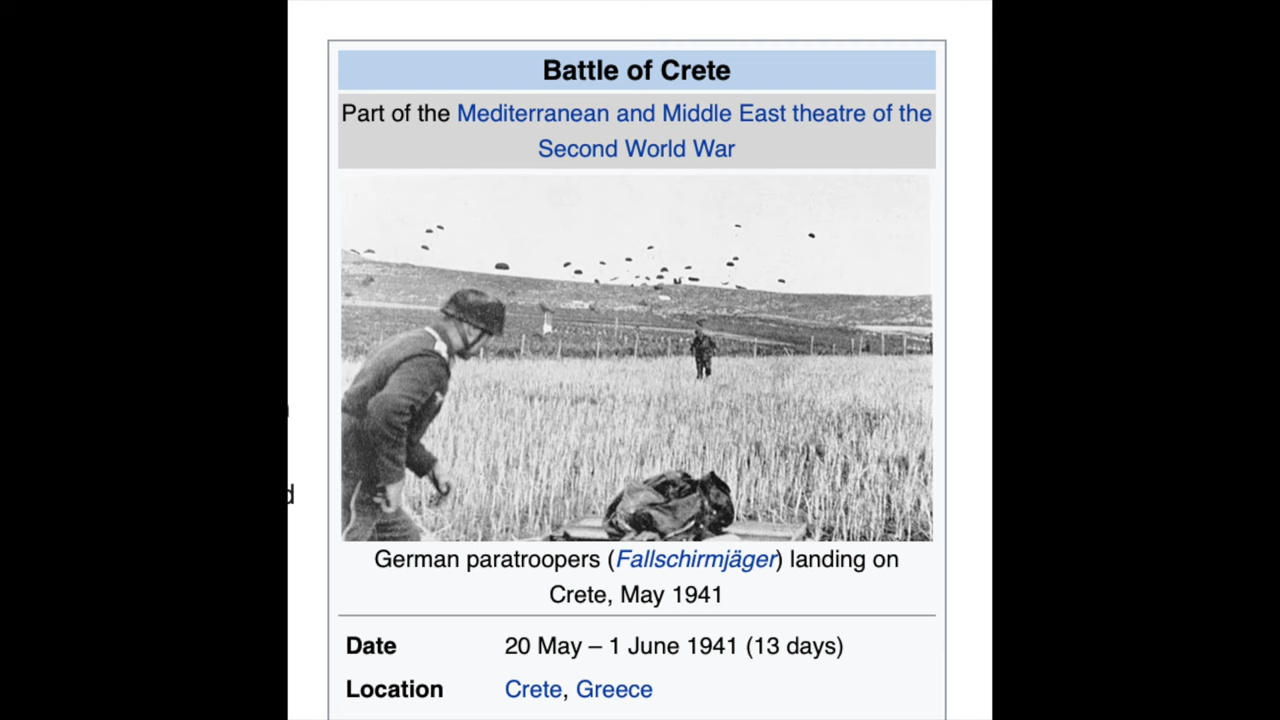 Battle of Crete
Part of the Mediterranean and Middle East theatre of the
Second World War
d
German paratroopers (Fallschirmjäger) landing on
Crete, May 1941
Date 20 May – 1 June 1941 (13 days)
Location Crete, Greece